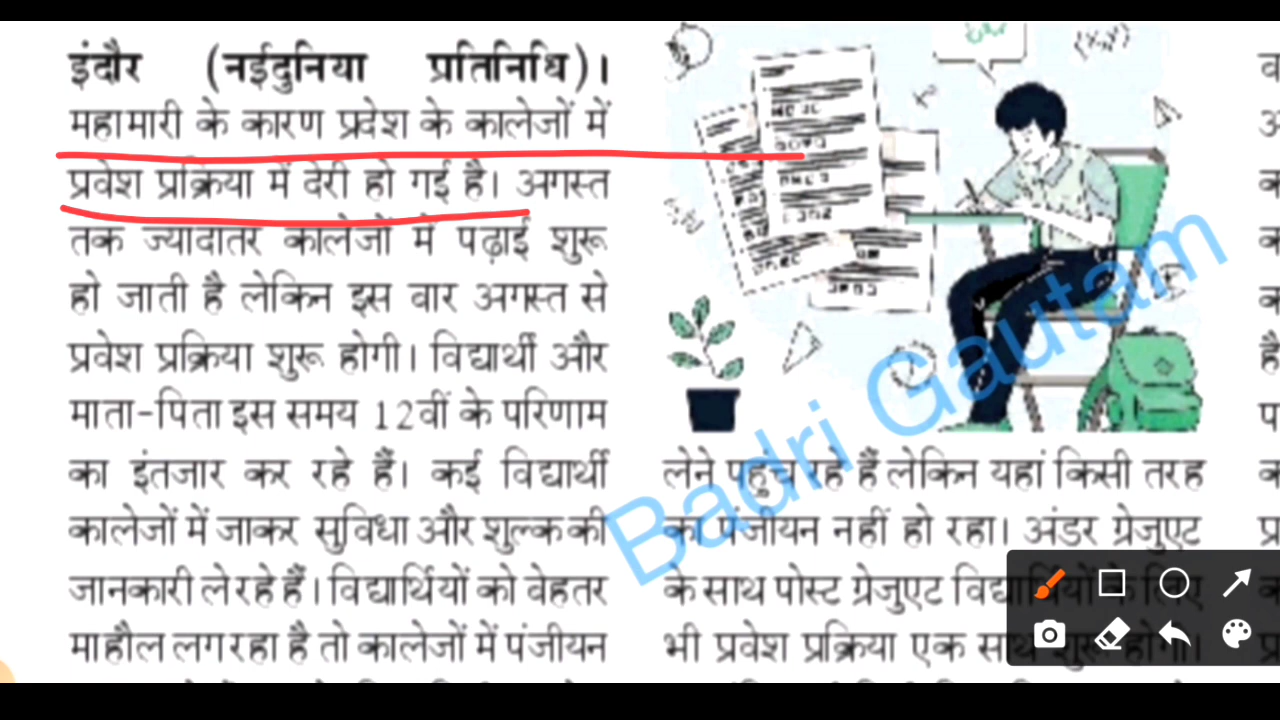 इंदौर (नईदुनिया प्रतिनिधि)।
महामारी के कारण प्रदेश के कालेजों में
प्रवेश प्रक्रिया में देरी हो गई है। अगस्त
तक ज्यादातर कालेजों में पढ़ाई शुरू
हो जाती है लेकिन इस वार अगस्त से
प्रवेश प्रक्रिया शुरू होगी। विद्यार्थी और
माता-पिता इस समय 12वीं के परिणाम
का इंतजार कर रहे हैं। कई विद्यार्थी
कालेजों में जाकर सुविधा और शुल्क की
जानकारी ले रहे हैं। विद्यार्थियों को वेहतर
माहौल लग रहा है तो कालेजों में पंजीयन
लेने पहुंच रहे हैं लेकिन यहां किसी तरह
का पंजीयन नहीं हो रहा। अंडर ग्रेजुएट
के साथ पोस्ट ग्रेजुएट विद्यार्थियों के लिए
भी प्रवेश प्रक्रिया एक साथ शुरू होगी।
Badri Gautam